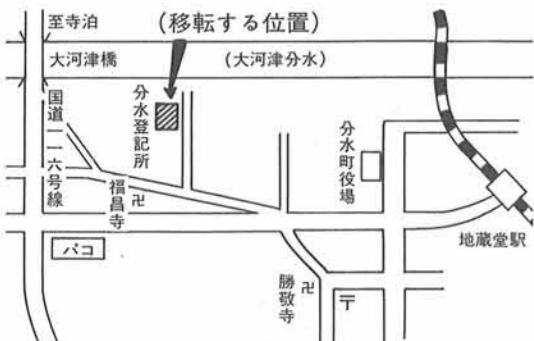 至寺泊
(移転する位置)
大河津橋
(大河津分水)
国道一一六号線
分水登記所
福昌寺
卍
分水町役場
地蔵堂駅
パコ
勝敬寺
卍
〒